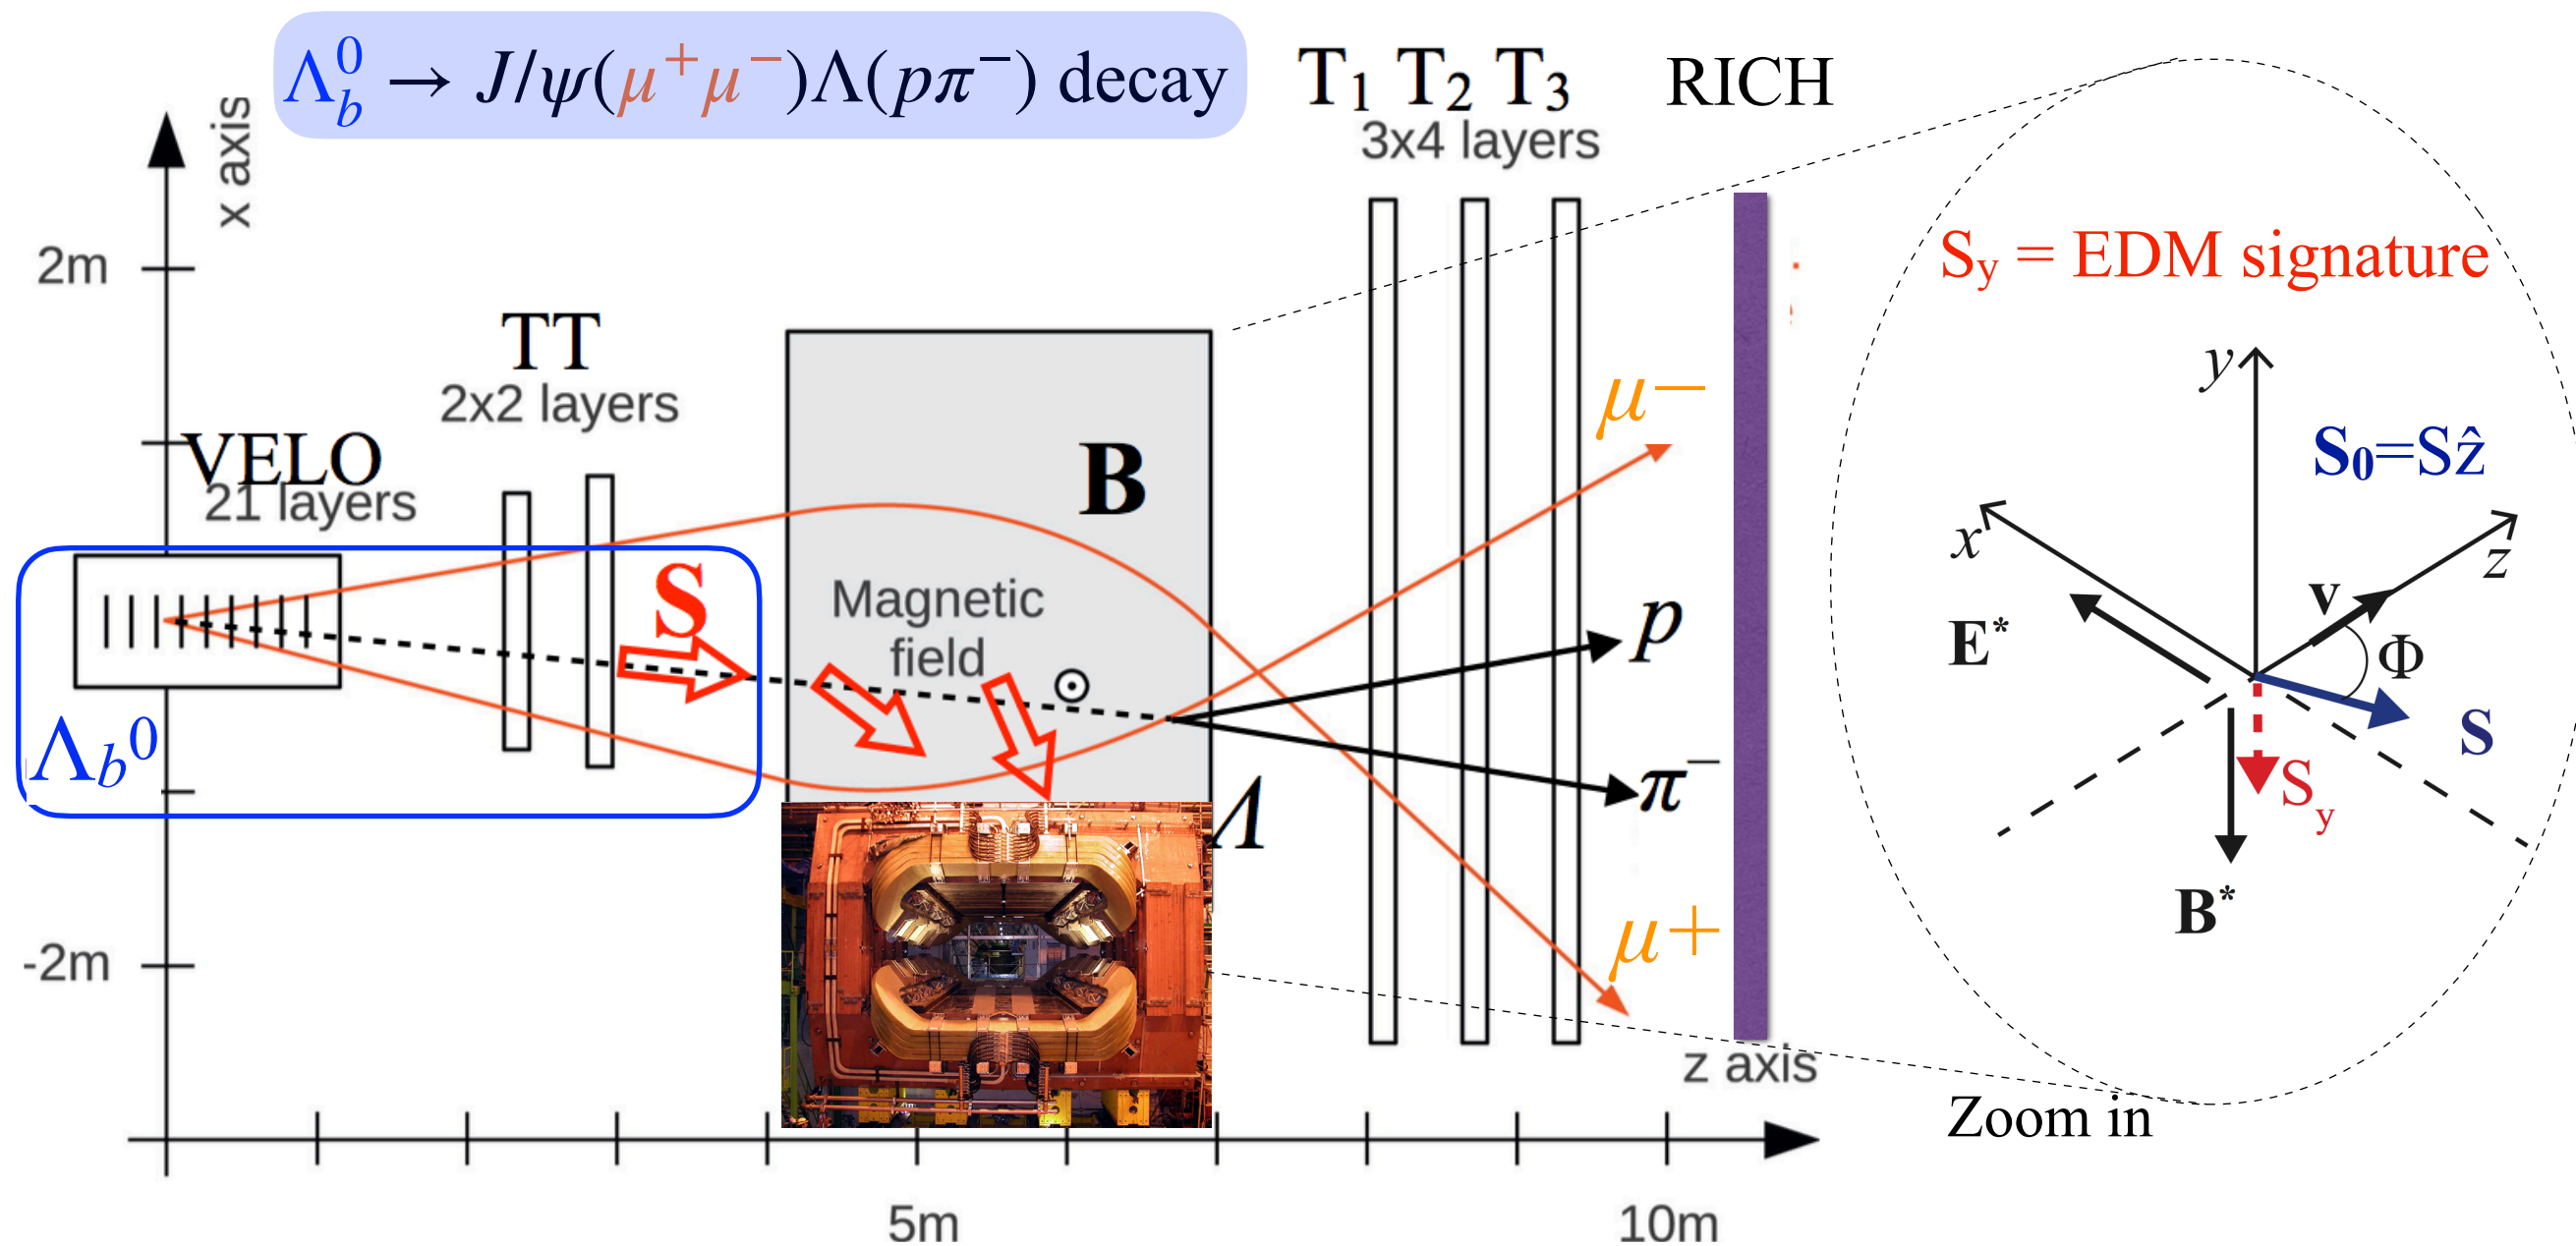 Λb0 → J/ψ(μ+μ−)Λ(pπ−) decay
T1 T2 T3
3x4 layers
RICH
x axis
2m
TT
2x2 layers
VELO
21 layers
B
S
Magnetic
field
Λb0
-2m
μ−
p
π−
Λ
μ+
z axis
5m
10m
Sy = EDM signature
y
S0=Sẑ
x
z
v
E*
Φ
S
Sy
B*
Zoom in